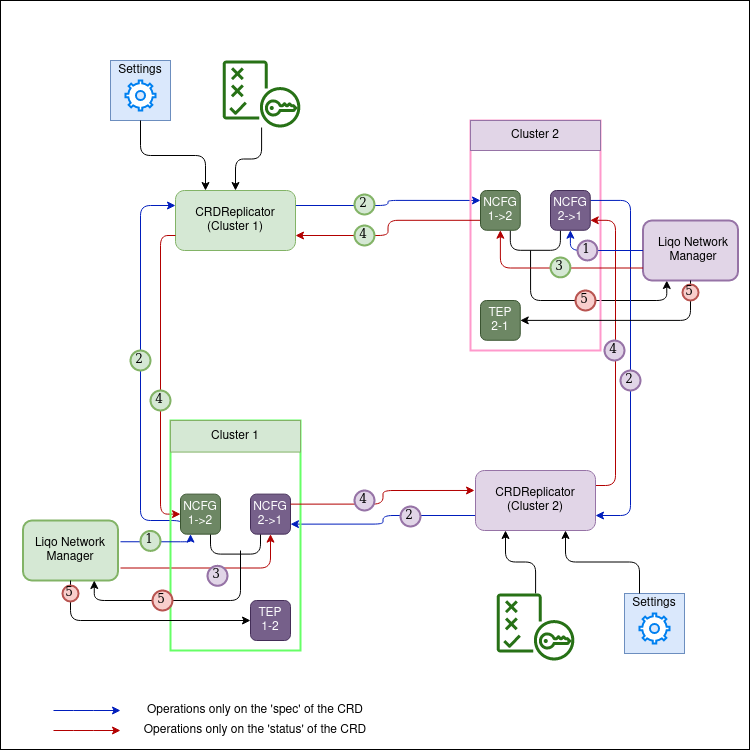 Settings
Cluster 2
CRDReplicator
(Cluster 1)
2
4
NCFG
1->2
NCFG
2->1
1
3
Liqo Network
Manager
5
5
TEP
2-1
4
2
2
4
Cluster 1
NCFG
1->2
NCFG
2->1
4
2
CRDReplicator
(Cluster 2)
Liqo Network
Manager
1
3
5
5
TEP
1-2
Settings
Operations only on the 'spec' of the CRD
Operations only on the 'status' of the CRD